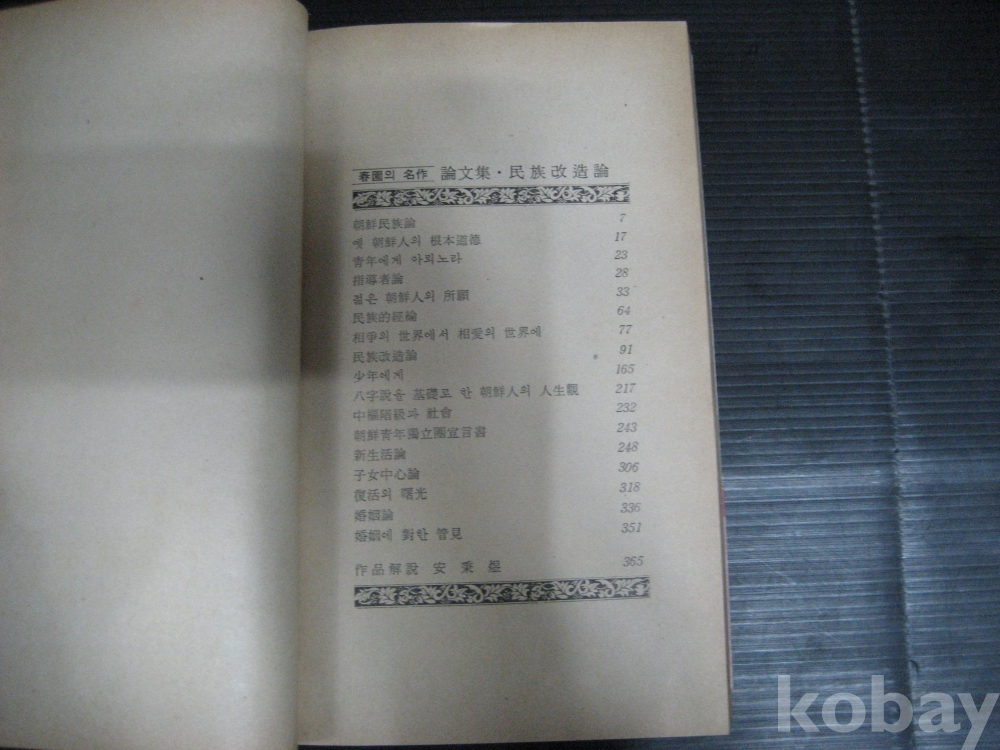 春園의 名作 論文集·民族改造論
朝鮮民族論 7
옛 朝鮮人의 根本道德 17
靑年에게 아뢰노라 23
指導者論 28
젊은 朝鮮人의 所願 33
民族的經綸 64
相爭의 世界에서 相愛의 世界에 77
民族改造論 91
少年에게 165
八字說을 基礎로 한 朝鮮人의 人生觀 217
中樞階級과 社會 232
朝鮮靑年獨立團宣言書 243
新生活論 248
子女中心論 306
復活의 曙光 318
婚姻論 336
婚姻에 對한 管見 351
作品解說 安秉煜 365
kobay